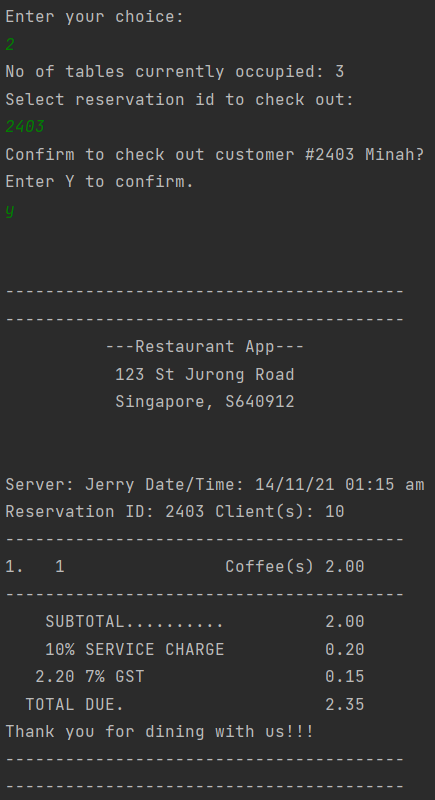 Enter your choice:
2
No of tables currently occupied: 3
Select reservation id to check out:
2403
Confirm to check out customer #2403 Minah?
Enter Y to confirm.
y
----------------------------------------
----------------------------------------
---Restaurant App---
123 St Jurong Road
Singapore, S640912
Server: Jerry Date/Time: 14/11/21 01:15 am
Reservation ID: 2403 Client(s): 10
----------------------------------------
1.   1                Coffee(s) 2.00
----------------------------------------
SUBTOTAL..........          2.00
10% SERVICE CHARGE          0.20
2.20 7% GST                  0.15
TOTAL DUE.                    2.35
Thank you for dining with us!!!
----------------------------------------
----------------------------------------